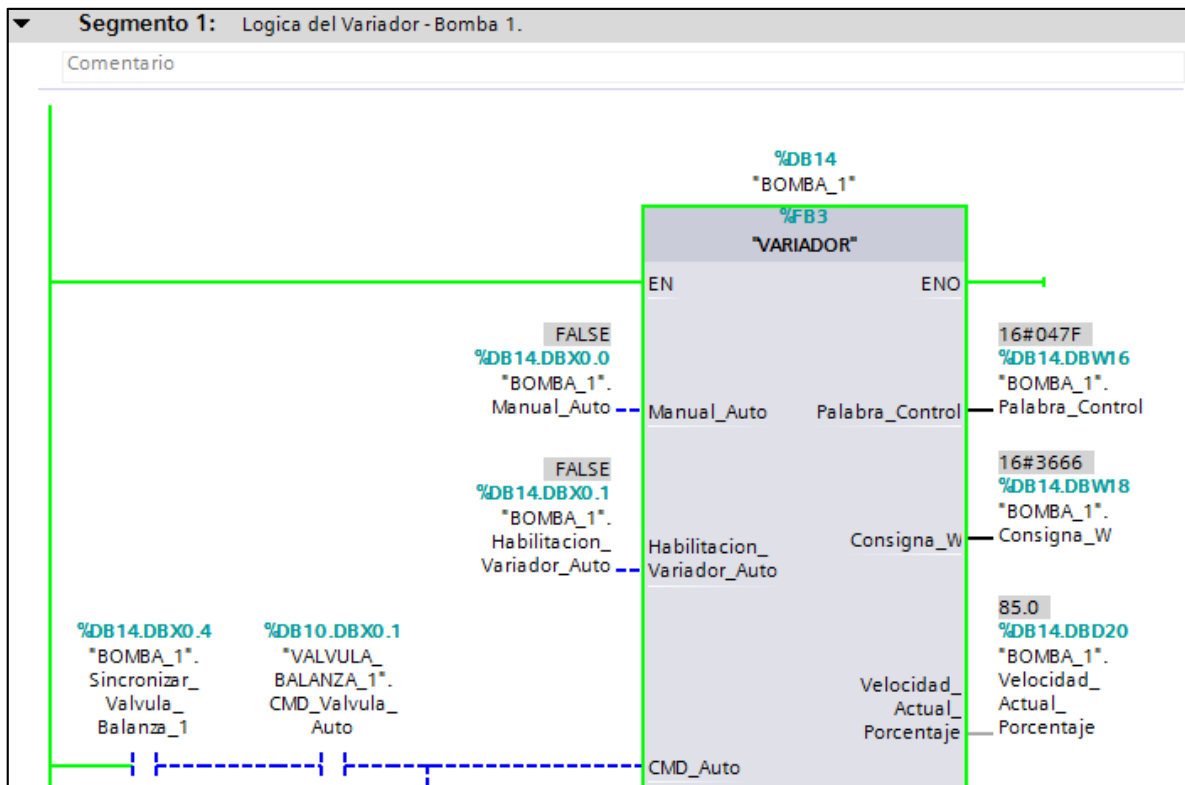 Segmento 1: Logica del Variador - Bomba 1.
Comentario
%DB14
"BOMBA_1"
%FB3
"VARIADOR"
EN
ENO
FALSE
%DB14.DBX0.0
"BOMBA_1".
Manual_Auto
Manual_Auto
Palabra_Control
16#047F
%DB14.DBW16
"BOMBA_1".
Palabra_Control
FALSE
%DB14.DBX0.1
"BOMBA_1".
Habilitacion_
Variador_Auto
Habilitacion_
Variador_Auto
Consigna_W
16#3666
%DB14.DBW18
"BOMBA_1".
Consigna_W
%DB14.DBX0.4
"BOMBA_1".
Sincronizar_
Valvula_
Balanza_1
%DB10.DBX0.1
"VALVULA_
BALANZA_1".
CMD_Valvula_
Auto
CMD_Auto
Velocidad_
Actual_
Porcentaje
85.0
%DB14.DBD20
"BOMBA_1".
Velocidad_
Actual_
Porcentaje